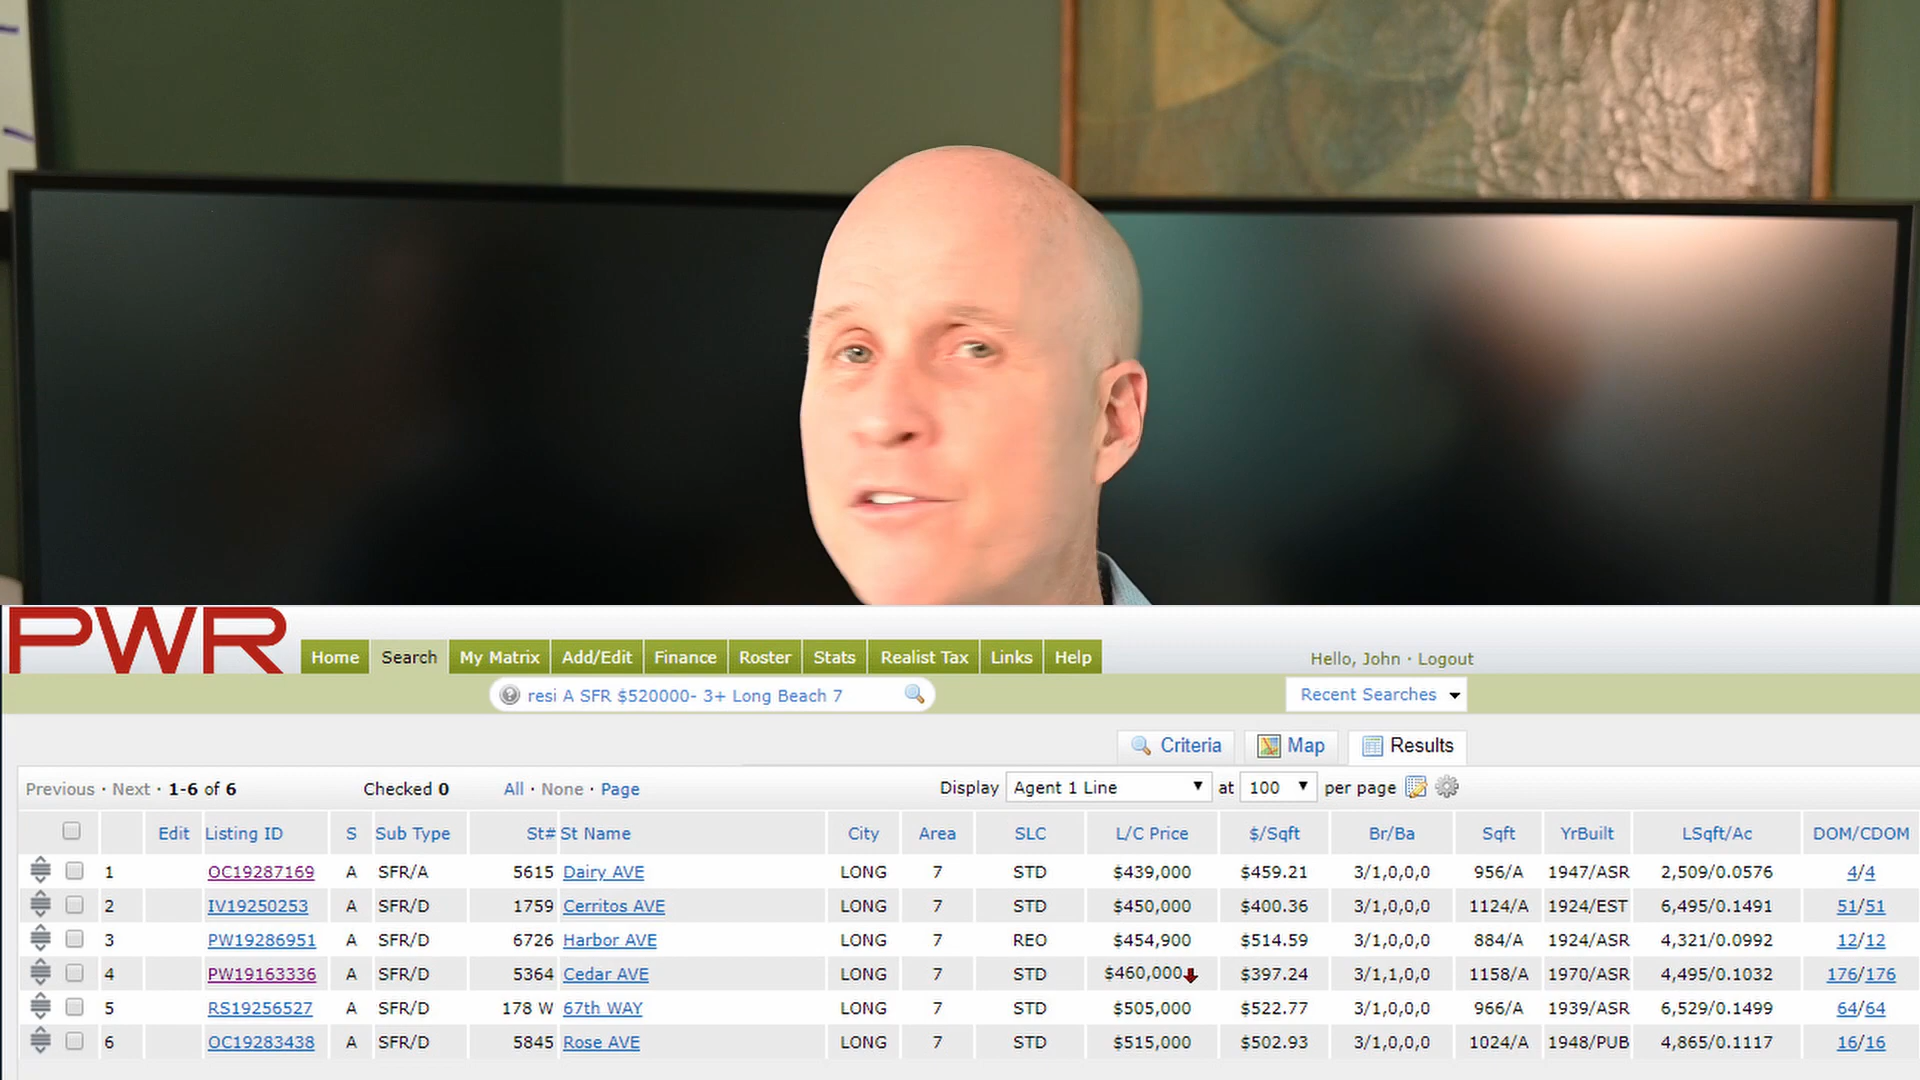 PWR
Home Search My Matrix Add/Edit Finance Roster Stats Realist Tax Links Help Hello, John · Logout
resi A SFR $520000- 3+ Long Beach 7 Recent Searches
Criteria Map Results
Previous · Next · 1-6 of 6 Checked 0 All · None · Page Display Agent 1 Line at 100 per page
Edit Listing ID S Sub Type St# St Name City Area SLC L/C Price $/Sqft Br/Ba Sqft YrBuilt LSqft/Ac DOM/CDOM
1 OC19287169 A SFR/A 5615 Dairy AVE LONG 7 STD $439,000 $459.21 3/1,0,0,0 956/A 1947/ASR 2,509/0.0576 4/4
2 IV19250253 A SFR/D 1759 Cerritos AVE LONG 7 STD $450,000 $400.36 3/1,0,0,0 1124/A 1924/EST 6,495/0.1491 51/51
3 PW19286951 A SFR/D 6726 Harbor AVE LONG 7 REO $454,900 $514.59 3/1,0,0,0 884/A 1924/ASR 4,321/0.0992 12/12
4 PW19163336 A SFR/D 5364 Cedar AVE LONG 7 STD $460,000 $397.24 3/1,1,0,0 1158/A 1970/ASR 4,495/0.1032 176/176
5 RS19256527 A SFR/D 178 W 67th WAY LONG 7 STD $505,000 $522.77 3/1,0,0,0 966/A 1939/ASR 6,529/0.1499 64/64
6 OC19283438 A SFR/D 5845 Rose AVE LONG 7 STD $515,000 $502.93 3/1,0,0,0 1024/A 1948/PUB 4,865/0.1117 16/16